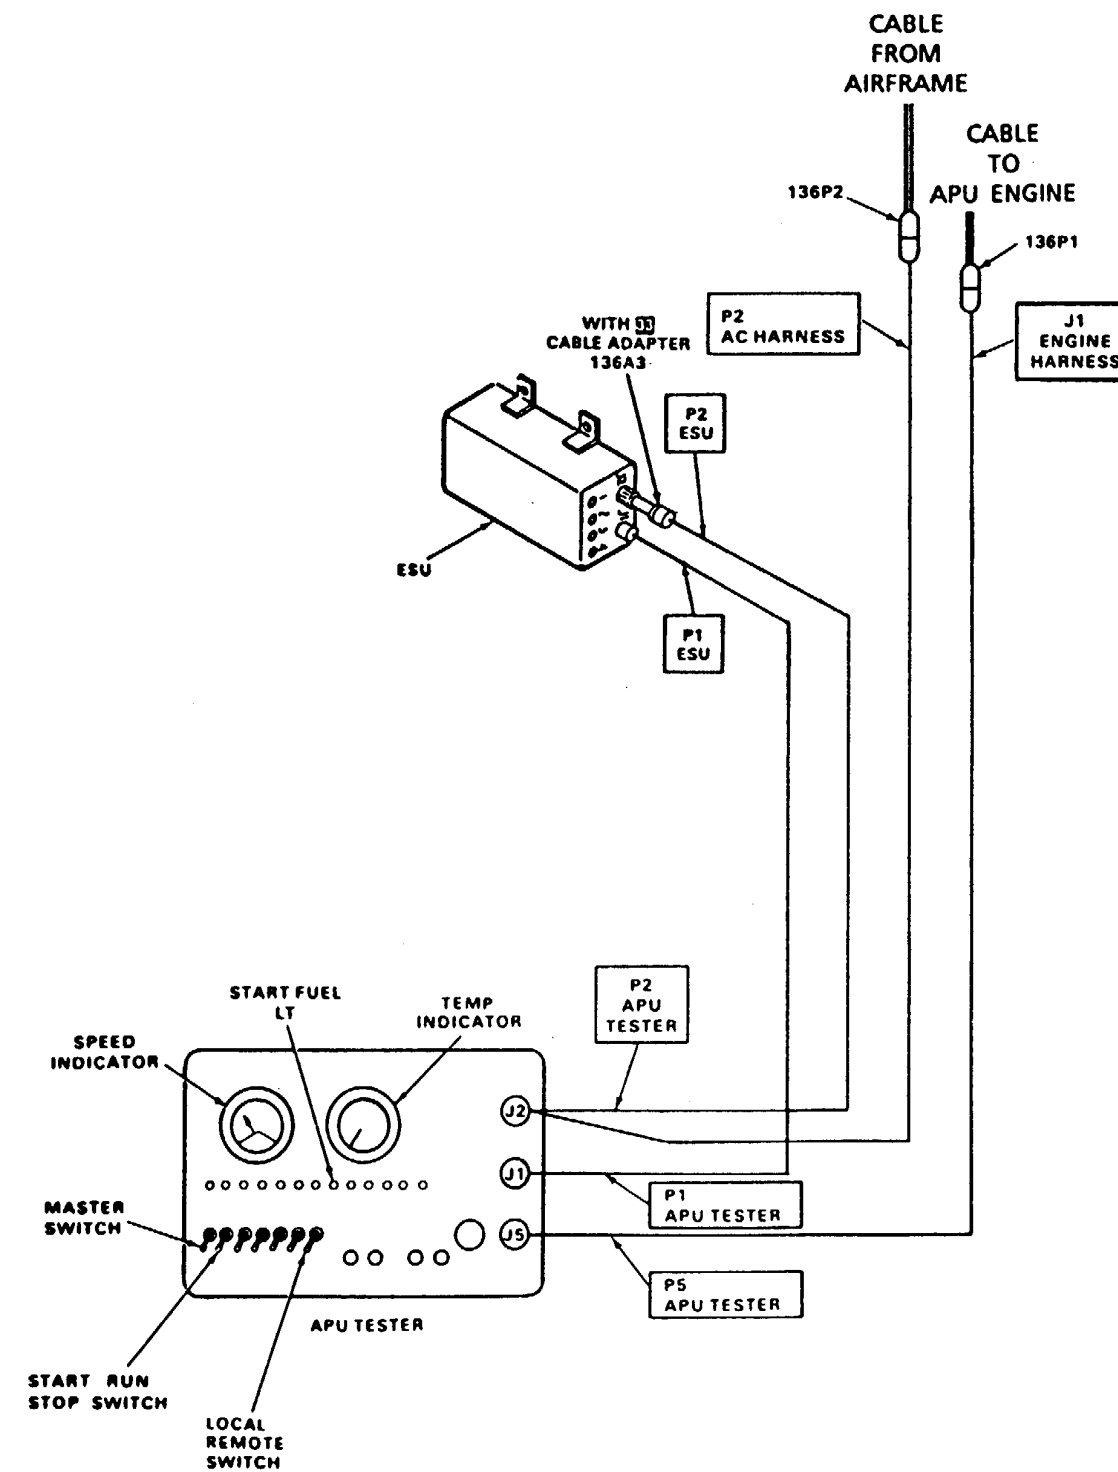 CABLE
FROM
AIRFRAME
CABLE
TO
APU ENGINE
136P2
136P1
P2
AC HARNESS
J1
ENGINE
HARNESS
WITH 13
CABLE ADAPTER
136A3
P2
ESU
ESU
P1
ESU
P2
APU
TESTER
START FUEL
LT
TEMP
INDICATOR
SPEED
INDICATOR
J2
J1
P1
APU TESTER
MASTER
SWITCH
J5
P5
APU TESTER
APU TESTER
START RUN
STOP SWITCH
LOCAL
REMOTE
SWITCH